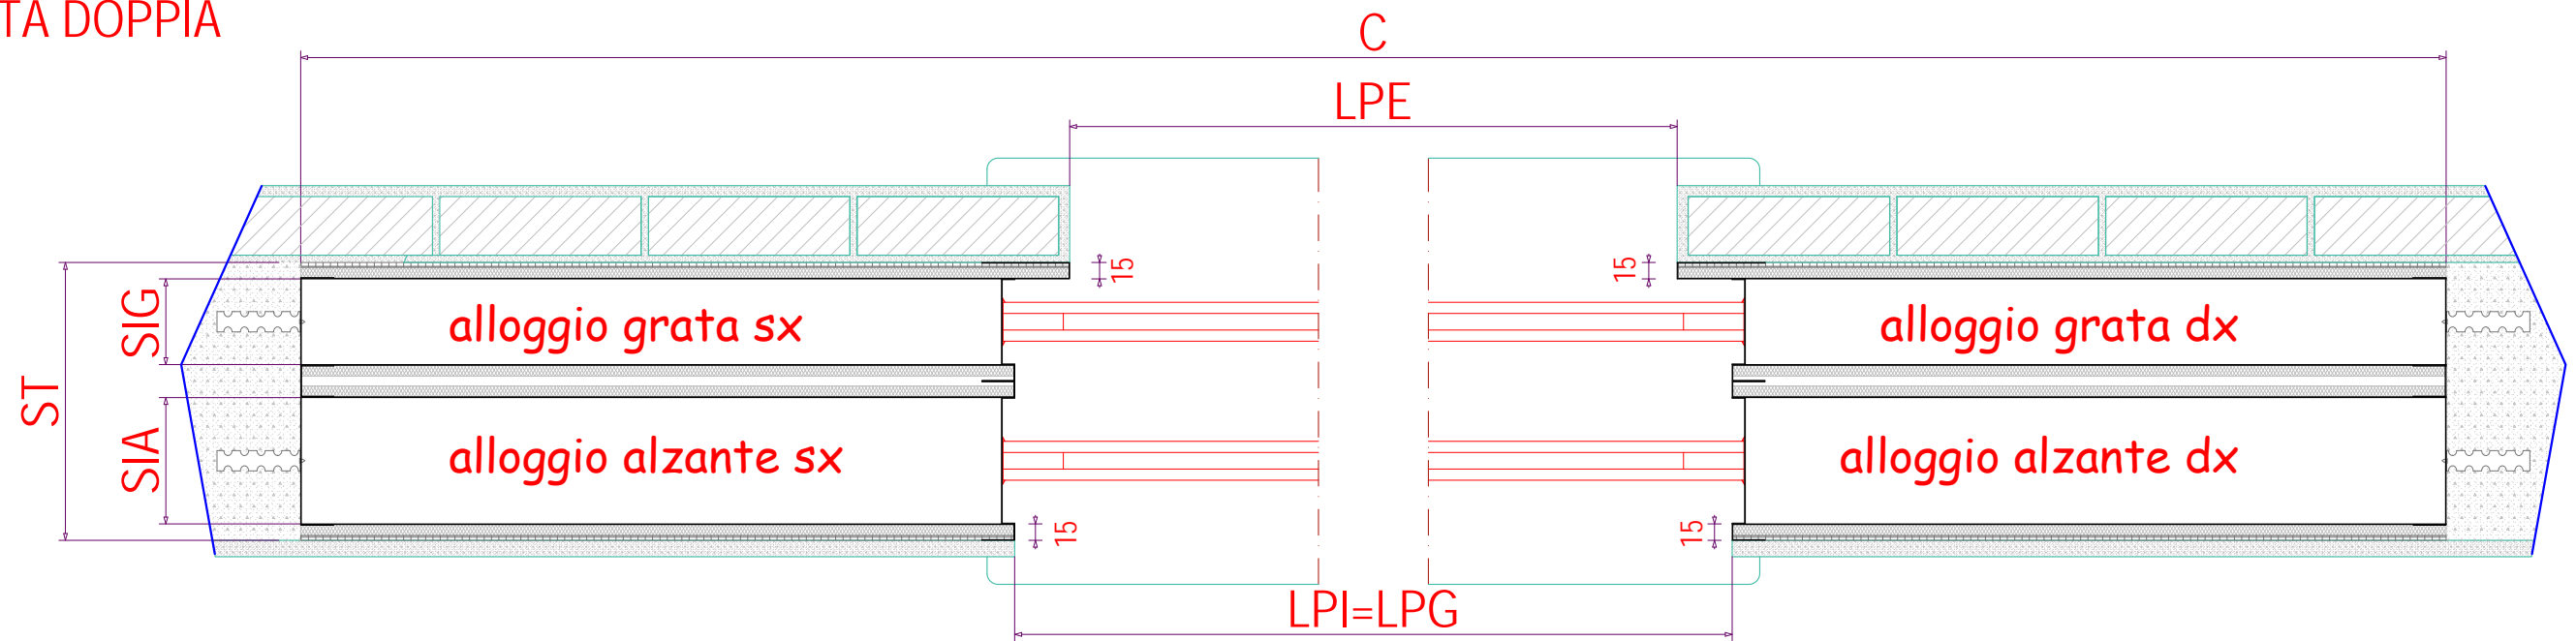 TA DOPPIA
C
LPE
15
15
SIG
alloggio grata sx
alloggio grata dx
ST
SIA
alloggio alzante sx
alloggio alzante dx
15
15
LPI=LPG